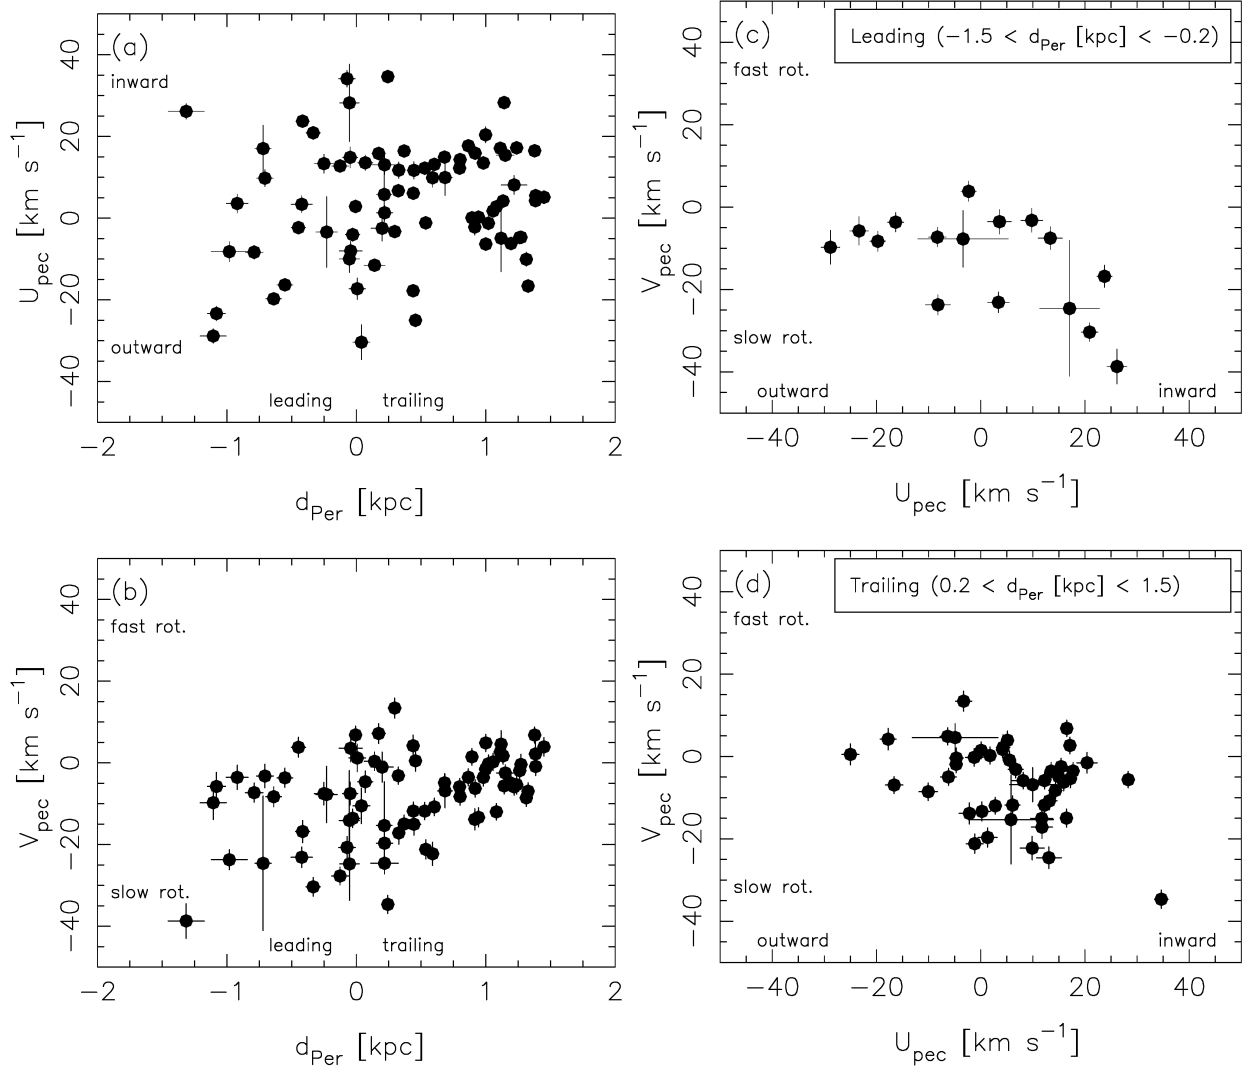 (a)
inward
outward
leading trailing
40
20
0
−20
−40
U_pec [km s^−1]
−2 −1 0 1 2
d_Per [kpc]
(c)
Leading (−1.5 < d_Per [kpc] < −0.2)
fast rot.
slow rot.
outward inward
40
20
0
−20
−40
V_pec [km s^−1]
−40 −20 0 20 40
U_pec [km s^−1]
(b)
fast rot.
slow rot.
leading trailing
40
20
0
−20
−40
V_pec [km s^−1]
−2 −1 0 1 2
d_Per [kpc]
(d)
Trailing (0.2 < d_Per [kpc] < 1.5)
fast rot.
slow rot.
outward inward
40
20
0
−20
−40
V_pec [km s^−1]
−40 −20 0 20 40
U_pec [km s^−1]